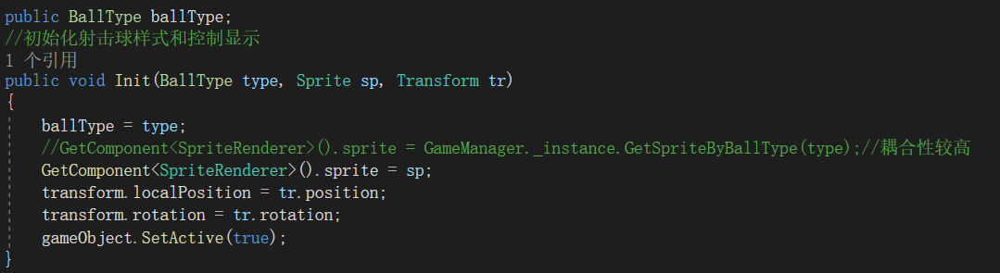 public BallType ballType;
//初始化射击球样式和控制显示
1 个引用
public void Init(BallType type, Sprite sp, Transform tr)
{
ballType = type;
//GetComponent<SpriteRenderer>().sprite = GameManager._instance.GetSpriteByBallType(type);//耦合性较高
GetComponent<SpriteRenderer>().sprite = sp;
transform.localPosition = tr.position;
transform.rotation = tr.rotation;
gameObject.SetActive(true);
}